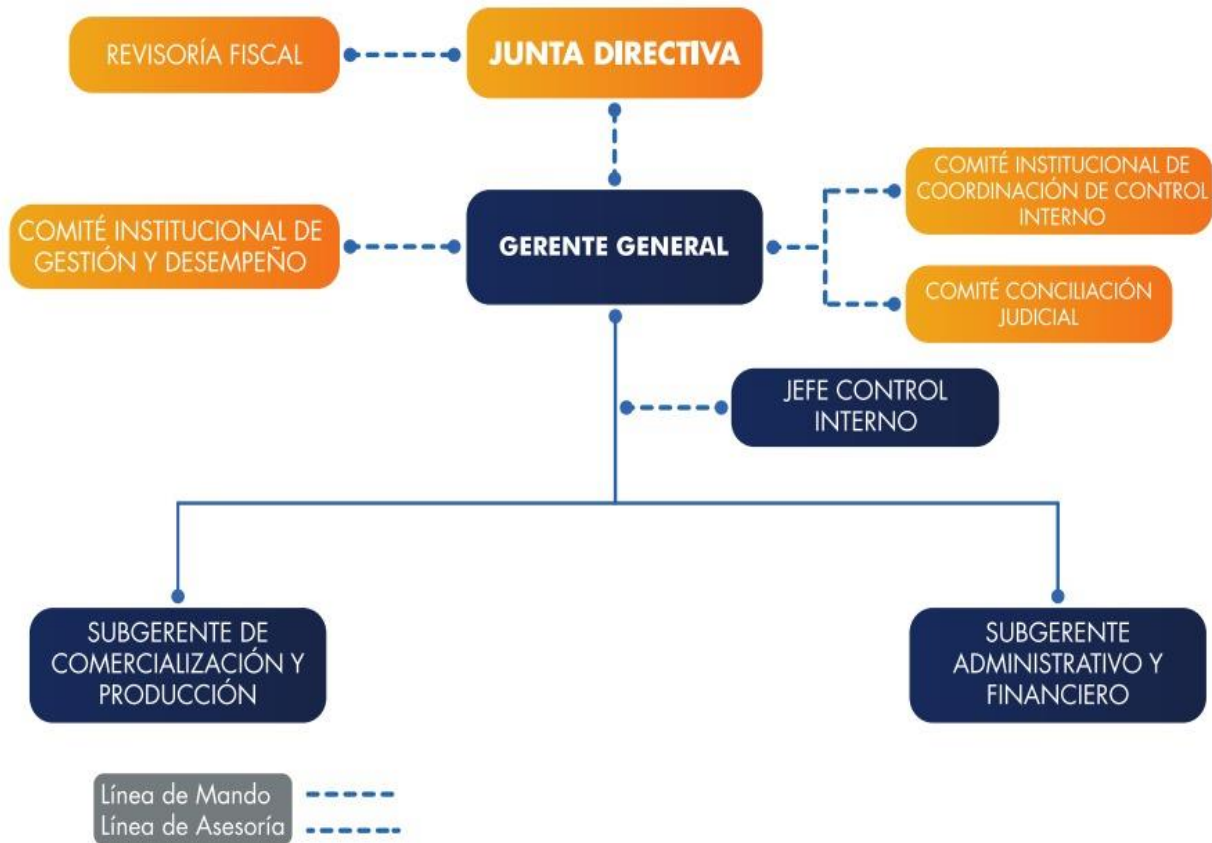 REVISORÍA FISCAL
JUNTA DIRECTIVA
COMITÉ INSTITUCIONAL DE
COORDINACIÓN DE CONTROL
INTERNO
COMITÉ INSTITUCIONAL DE
GESTIÓN Y DESEMPEÑO
GERENTE GENERAL
COMITÉ CONCILIACIÓN
JUDICIAL
JEFE CONTROL
INTERNO
SUBGERENTE DE
COMERCIALIZACIÓN Y
PRODUCCIÓN
SUBGERENTE
ADMINISTRATIVO Y
FINANCIERO
Línea de Mando
Línea de Asesoría